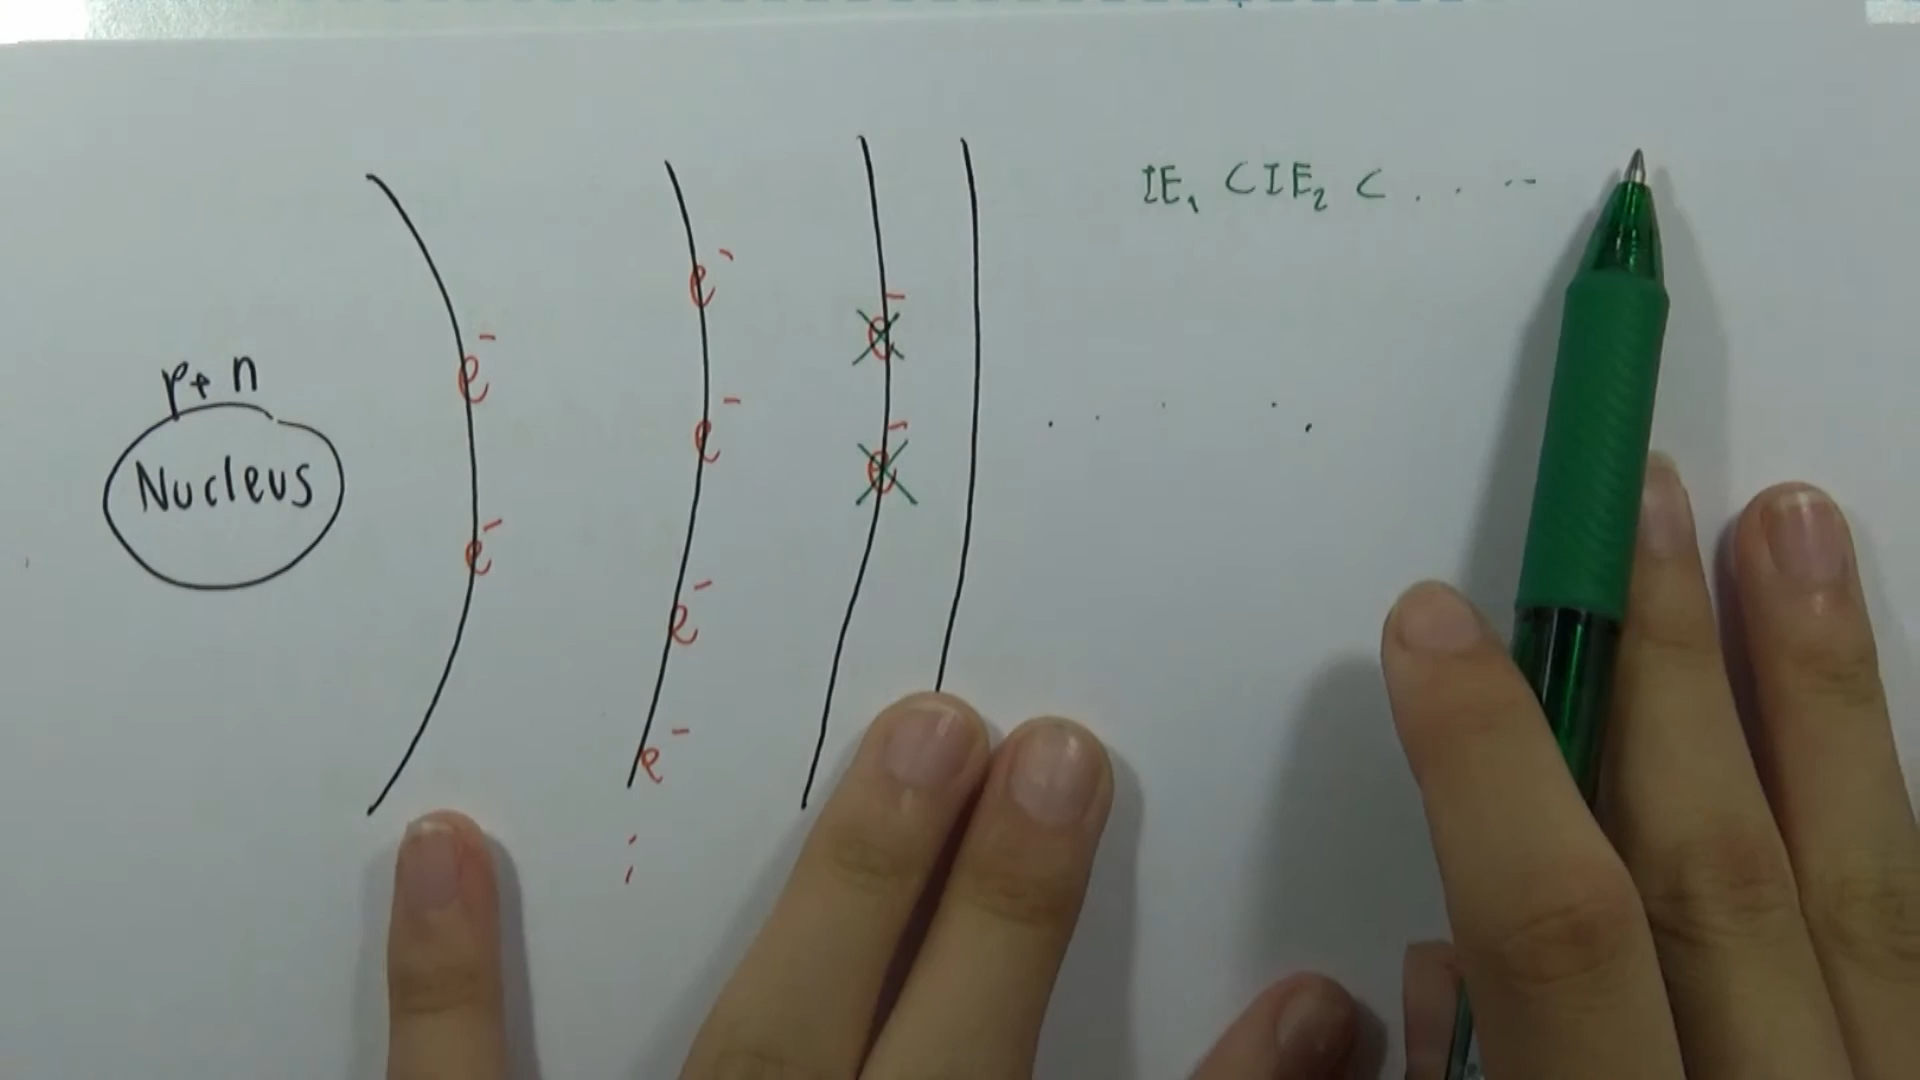 IE₁ < IE₂ < . . . .
e⁻
e⁻
e⁻
p + n
e⁻
e⁻
Nucleus
e⁻
e⁻
e⁻
e⁻